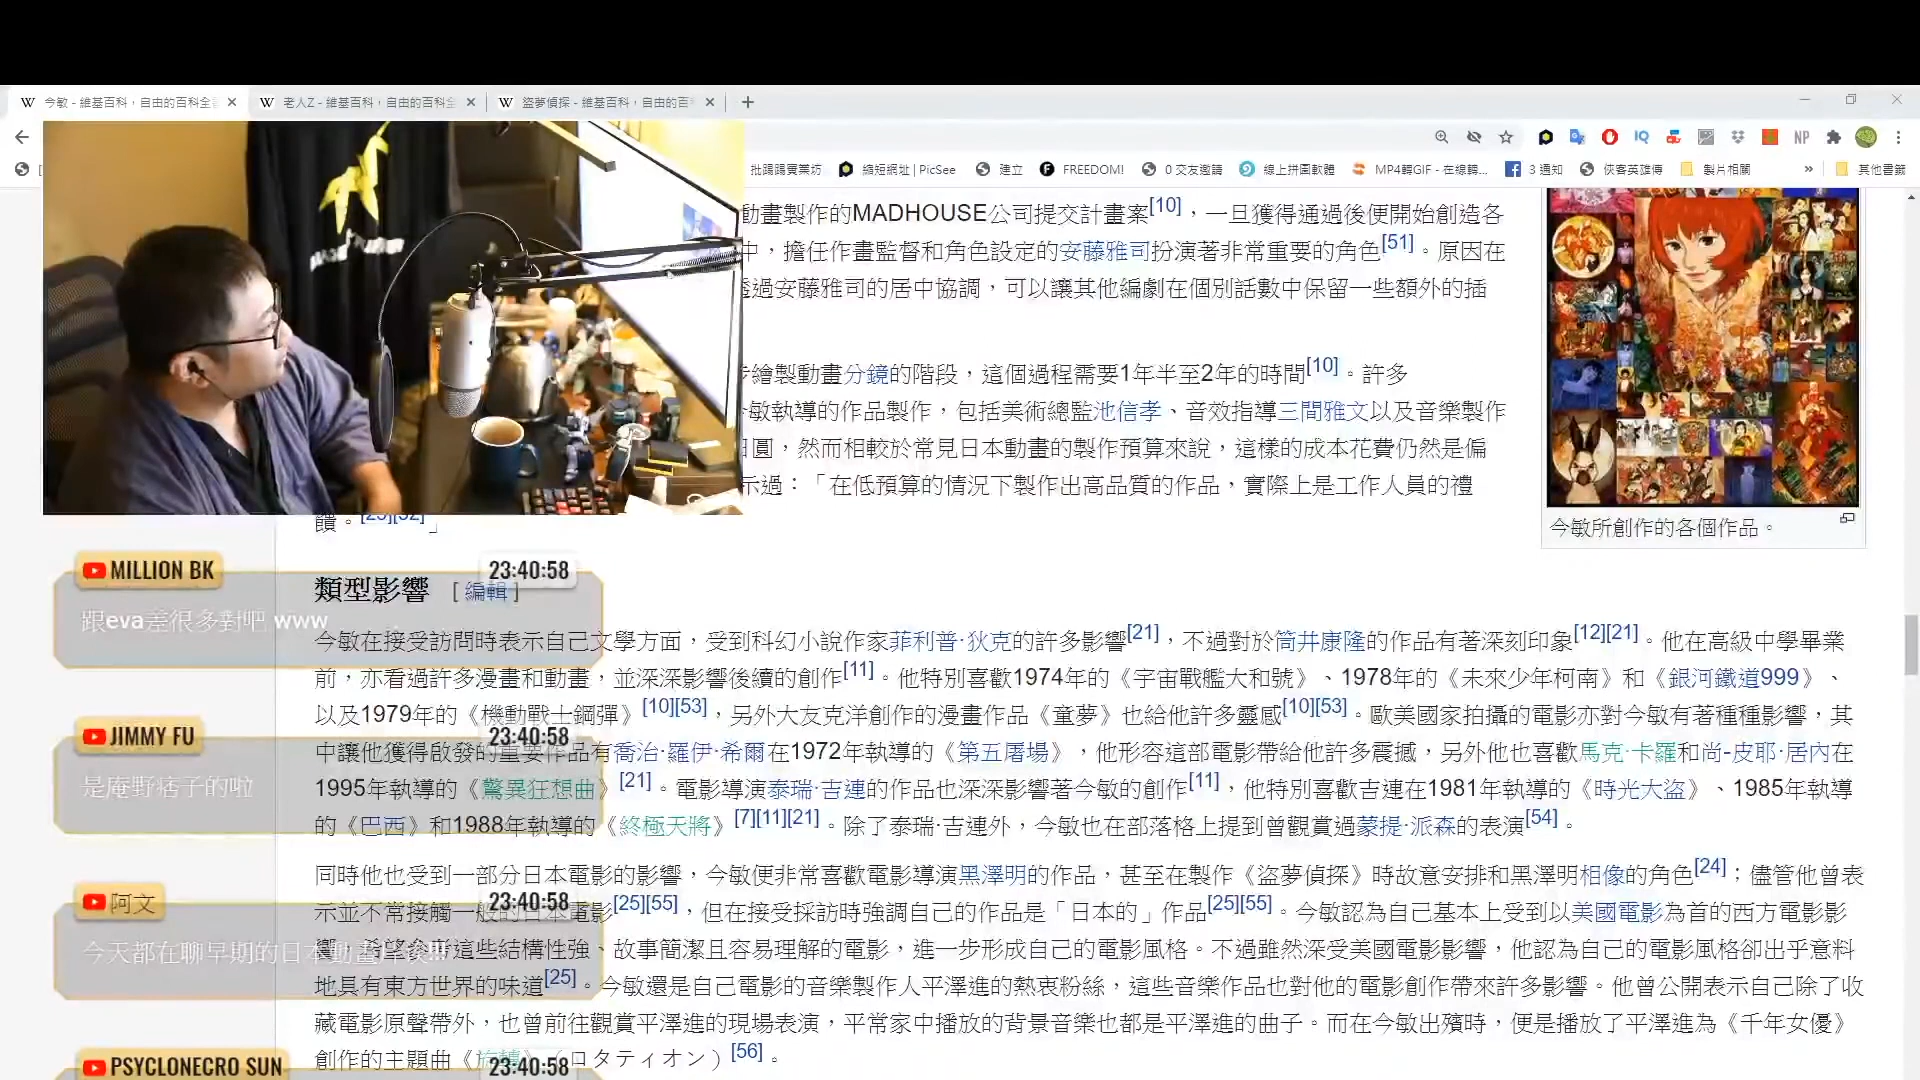 今敏 - 維基百科，自由的百科全
老人Z - 維基百科，自由的百科全
盜夢偵探 - 維基百科，自由的百
批踢踢實業坊
縮短網址 | PicSee
建立
FREEDOM!
0 交友邀請
線上拼圖軟體
MP4轉GIF - 在線轉...
3 通知
俠客英雄傳
製片相關
其他書籤
動畫製作的MADHOUSE公司提交計畫案[10]，一旦獲得通過後便開始創造各
中，擔任作畫監督和角色設定的安藤雅司扮演著非常重要的角色[51]。原因在
透過安藤雅司的居中協調，可以讓其他編劇在個別話數中保留一些額外的插
繪製動畫分鏡的階段，這個過程需要1年半至2年的時間[10]。許多
敏執導的作品製作，包括美術總監池信孝、音效指導三間雅文以及音樂製作
日圓，然而相較於常見日本動畫的製作預算來說，這樣的成本花費仍然是偏
示過：「在低預算的情況下製作出高品質的作品，實際上是工作人員的禮
饋。[25][52]」
今敏所創作的各個作品。
MILLION BK
23:40:58
跟eva差很多對吧 www
類型影響 [編輯]
今敏在接受訪問時表示自己文學方面，受到科幻小說作家菲利普·狄克的許多影響[21]，不過對於筒井康隆的作品有著深刻印象[12][21]。他在高級中學畢業
前，亦看過許多漫畫和動畫，並深深影響後續的創作[11]。他特別喜歡1974年的《宇宙戰艦大和號》、1978年的《未來少年柯南》和《銀河鐵道999》、
以及1979年的《機動戰士鋼彈》[10][53]，另外大友克洋創作的漫畫作品《童夢》也給他許多靈感[10][53]。歐美國家拍攝的電影亦對今敏有著種種影響，其
JIMMY FU
23:40:58
是庵野痞子的啦
中讓他獲得啟發的重要作品有喬治·羅伊·希爾在1972年執導的《第五屠場》，他形容這部電影帶給他許多震撼，另外他也喜歡馬克·卡羅和尚-皮耶·居內在
1995年執導的《驚異狂想曲》[21]。電影導演泰瑞·吉連的作品也深深影響著今敏的創作[11]，他特別喜歡吉連在1981年執導的《時光大盜》、1985年執導
的《巴西》和1988年執導的《終極天將》[7][11][21]。除了泰瑞·吉連外，今敏也在部落格上提到曾觀賞過蒙提·派森的表演[54]。
同時他也受到一部分日本電影的影響，今敏便非常喜歡電影導演黑澤明的作品，甚至在製作《盜夢偵探》時故意安排和黑澤明相像的角色[24]；儘管他曾表
阿文
23:40:58
今天都在聊早期的日本動畫
示並不常接觸一般的日本電影[25][55]，但在接受採訪時強調自己的作品是「日本的」作品[25][55]。今敏認為自己基本上受到以美國電影為首的西方電影影
響，希望參考這些結構性強、故事簡潔且容易理解的電影，進一步形成自己的電影風格。不過雖然深受美國電影影響，他認為自己的電影風格卻出乎意料
地具有東方世界的味道[25]。今敏還是自己電影的音樂製作人平澤進的熱衷粉絲，這些音樂作品也對他的電影創作帶來許多影響。他曾公開表示自己除了收
藏電影原聲帶外，也曾前往觀賞平澤進的現場表演，平常家中播放的背景音樂也都是平澤進的曲子。而在今敏出殯時，便是播放了平澤進為《千年女優》
創作的主題曲《旋轉》（ロタティオン）[56]。
PSYCLONECRO SUN
23:40:58